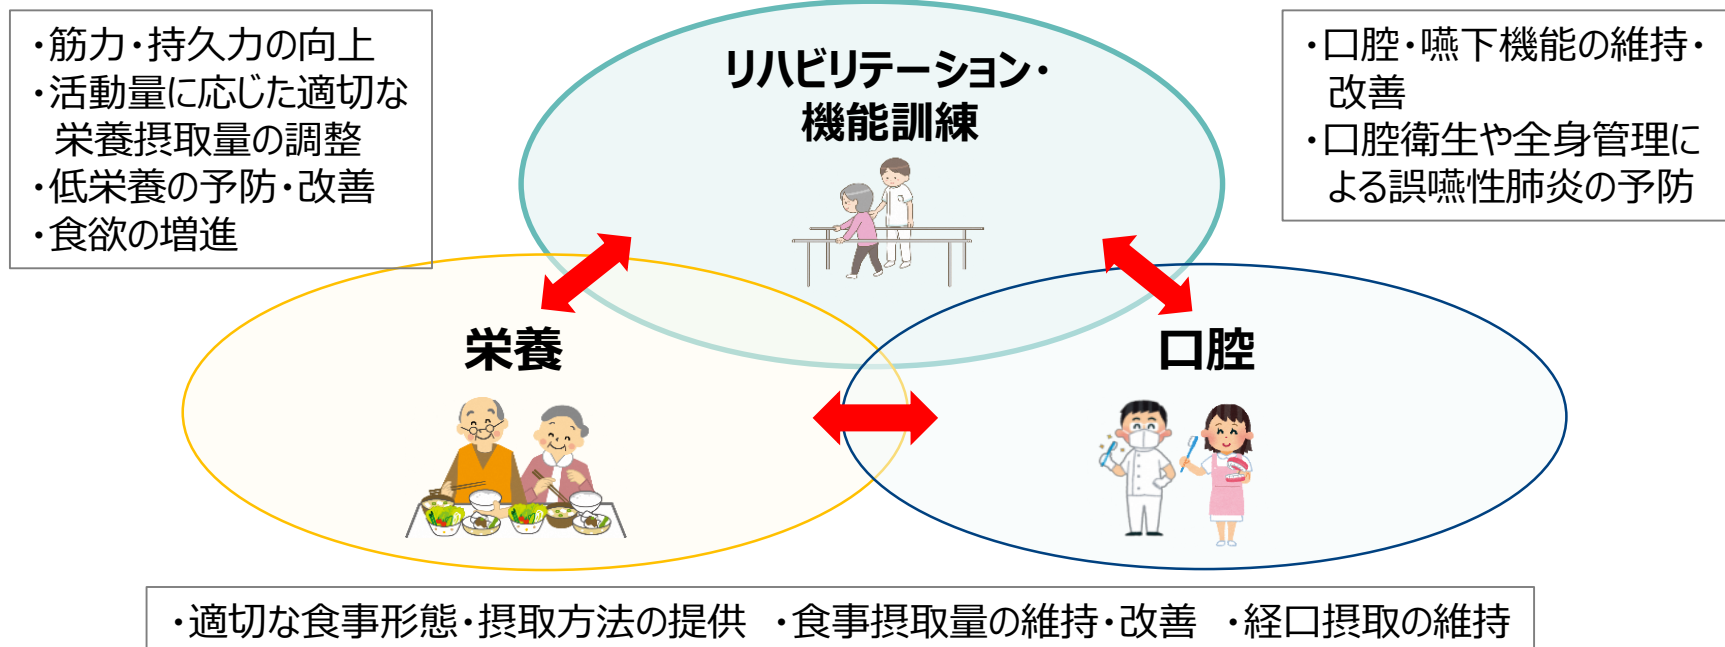 ・筋力・持久力の向上
・活動量に応じた適切な
栄養摂取量の調整
・低栄養の予防・改善
・食欲の増進
リハビリテーション・
機能訓練
・口腔・嚥下機能の維持・
改善
・口腔衛生や全身管理に
よる誤嚥性肺炎の予防
栄養
口腔
・適切な食事形態・摂取方法の提供 ・食事摂取量の維持・改善 ・経口摂取の維持